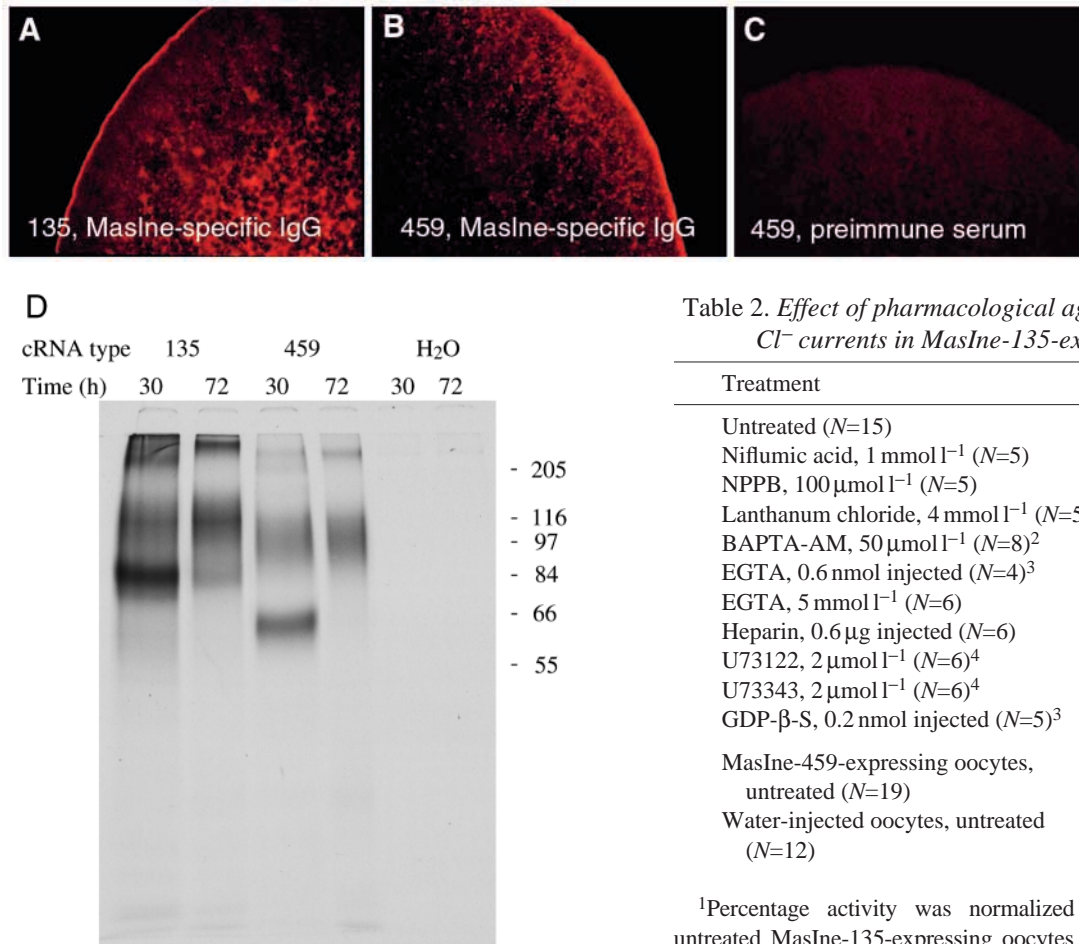 A
B
C
135, MasIne-specific IgG
459, MasIne-specific IgG
459, preimmune serum
D
cRNA type 135 459 H₂O
Time (h) 30 72 30 72 30 72
- 205
- 116
- 97
- 84
- 66
- 55
Table 2. Effect of pharmacological
Cl⁻ currents in MasIne-135-
Treatment
Untreated (N=15)
Niflumic acid, 1 mmol l⁻¹ (N=5)
NPPB, 100 μmol l⁻¹ (N=5)
Lanthanum chloride, 4 mmol l⁻¹ (N=5
BAPTA-AM, 50 μmol l⁻¹ (N=8)²
EGTA, 0.6 nmol injected (N=4)³
EGTA, 5 mmol l⁻¹ (N=6)
Heparin, 0.6 μg injected (N=6)
U73122, 2 μmol l⁻¹ (N=6)⁴
U73343, 2 μmol l⁻¹ (N=6)⁴
GDP-β-S, 0.2 nmol injected (N=5)³
MasIne-459-expressing oocytes,
untreated (N=19)
Water-injected oocytes, untreated
(N=12)
¹Percentage activity was normalized
untreated MasIne-135-expressing oocytes